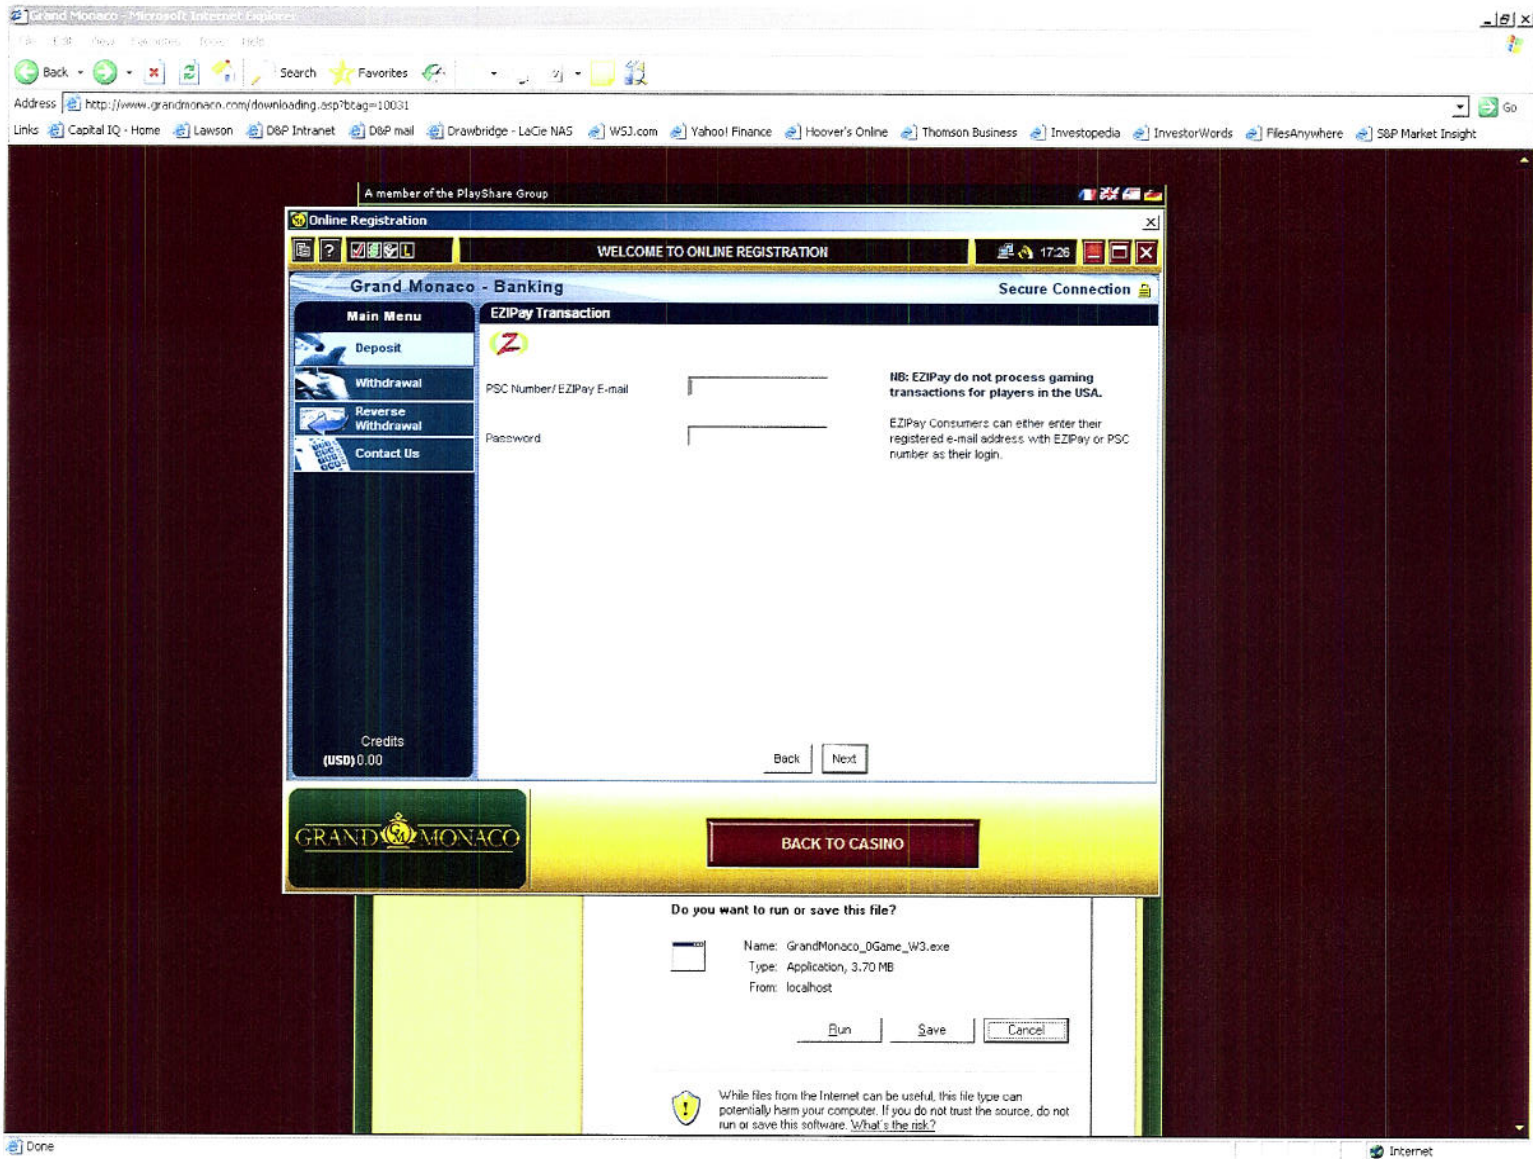 Grand Monaco - Microsoft Internet Explorer
File Edit View Favorites Tools Help
Back Search Favorites
Address http://www.grandmonaco.com/downloading.asp?btag=10031 Go
Links Capital IQ - Home Lawson D&P Intranet D&P mail Drawbridge - LaCie NAS WSJ.com Yahoo! Finance Hoover's Online Thomson Business Investopedia InvestorWords FilesAnywhere S&P Market Insight
A member of the PlayShare Group
Online Registration
WELCOME TO ONLINE REGISTRATION 17:26
Grand Monaco - Banking Secure Connection
Main Menu
Deposit
Withdrawal
Reverse
Withdrawal
Contact Us
Credits
(USD) 0.00
EZIPay Transaction
PSC Number/ EZIPay E-mail
Password
NB: EZIPay do not process gaming
transactions for players in the USA.
EZIPay Consumers can either enter their
registered e-mail address with EZIPay or PSC
number as their login.
Back Next
GRAND GM MONACO
BACK TO CASINO
Do you want to run or save this file?
Name: GrandMonaco_0Game_W3.exe
Type: Application, 3.70 MB
From: localhost
Run Save Cancel
While files from the Internet can be useful, this file type can
potentially harm your computer. If you do not trust the source, do not
run or save this software. What's the risk?
Done Internet